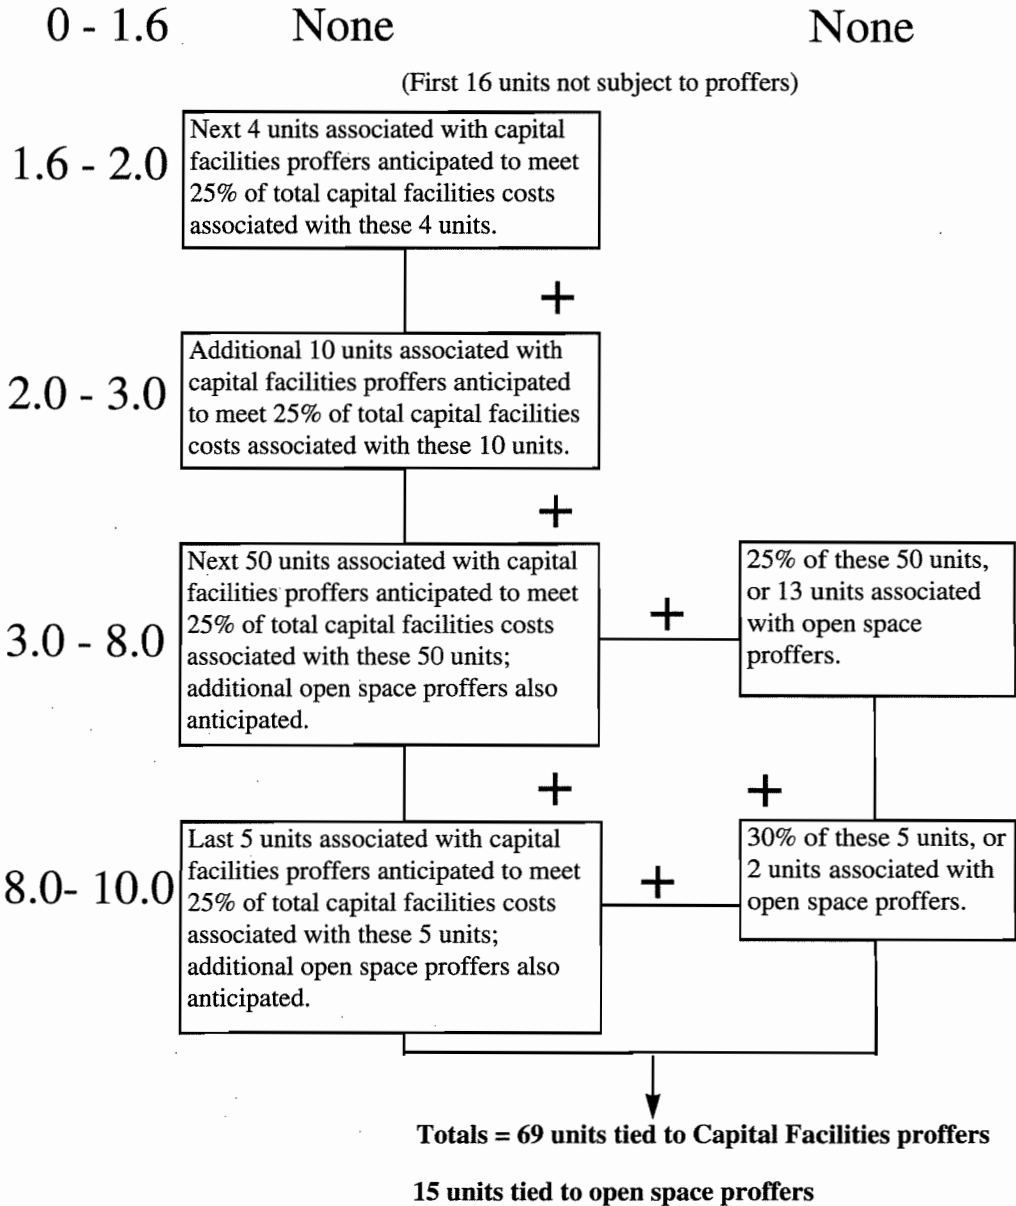 0 - 1.6 None None
(First 16 units not subject to proffers)
1.6 - 2.0
Next 4 units associated with capital
facilities proffers anticipated to meet
25% of total capital facilities costs
associated with these 4 units.
+
2.0 - 3.0
Additional 10 units associated with
capital facilities proffers anticipated
to meet 25% of total capital facilities
costs associated with these 10 units.
+
3.0 - 8.0
Next 50 units associated with capital
facilities proffers anticipated to meet
25% of total capital facilities costs
associated with these 50 units;
additional open space proffers also
anticipated.
+
25% of these 50 units,
or 13 units associated
with open space
proffers.
+ +
8.0- 10.0
Last 5 units associated with capital
facilities proffers anticipated to meet
25% of total capital facilities costs
associated with these 5 units;
additional open space proffers also
anticipated.
+
30% of these 5 units, or
2 units associated with
open space proffers.
Totals = 69 units tied to Capital Facilities proffers
15 units tied to open space proffers